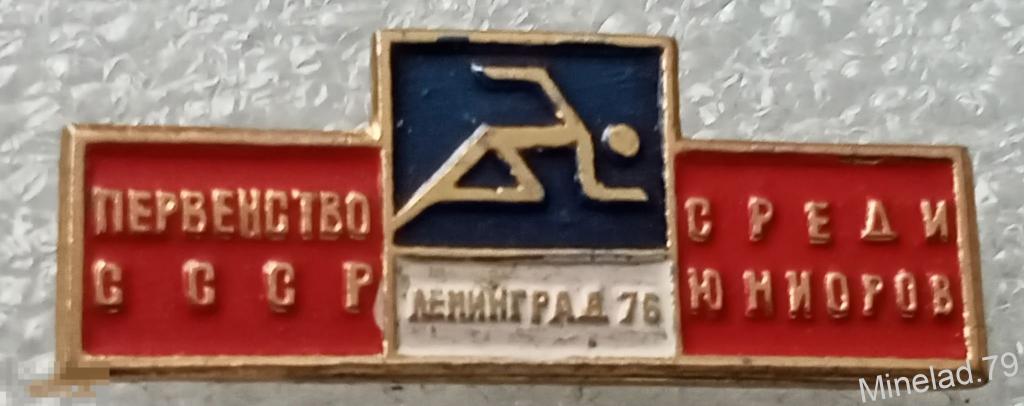 ПЕРВЕНСТВО
СССР
ЛЕНИНГРАД 76
СРЕДИ
ЮНИОРОВ
Minelad.79